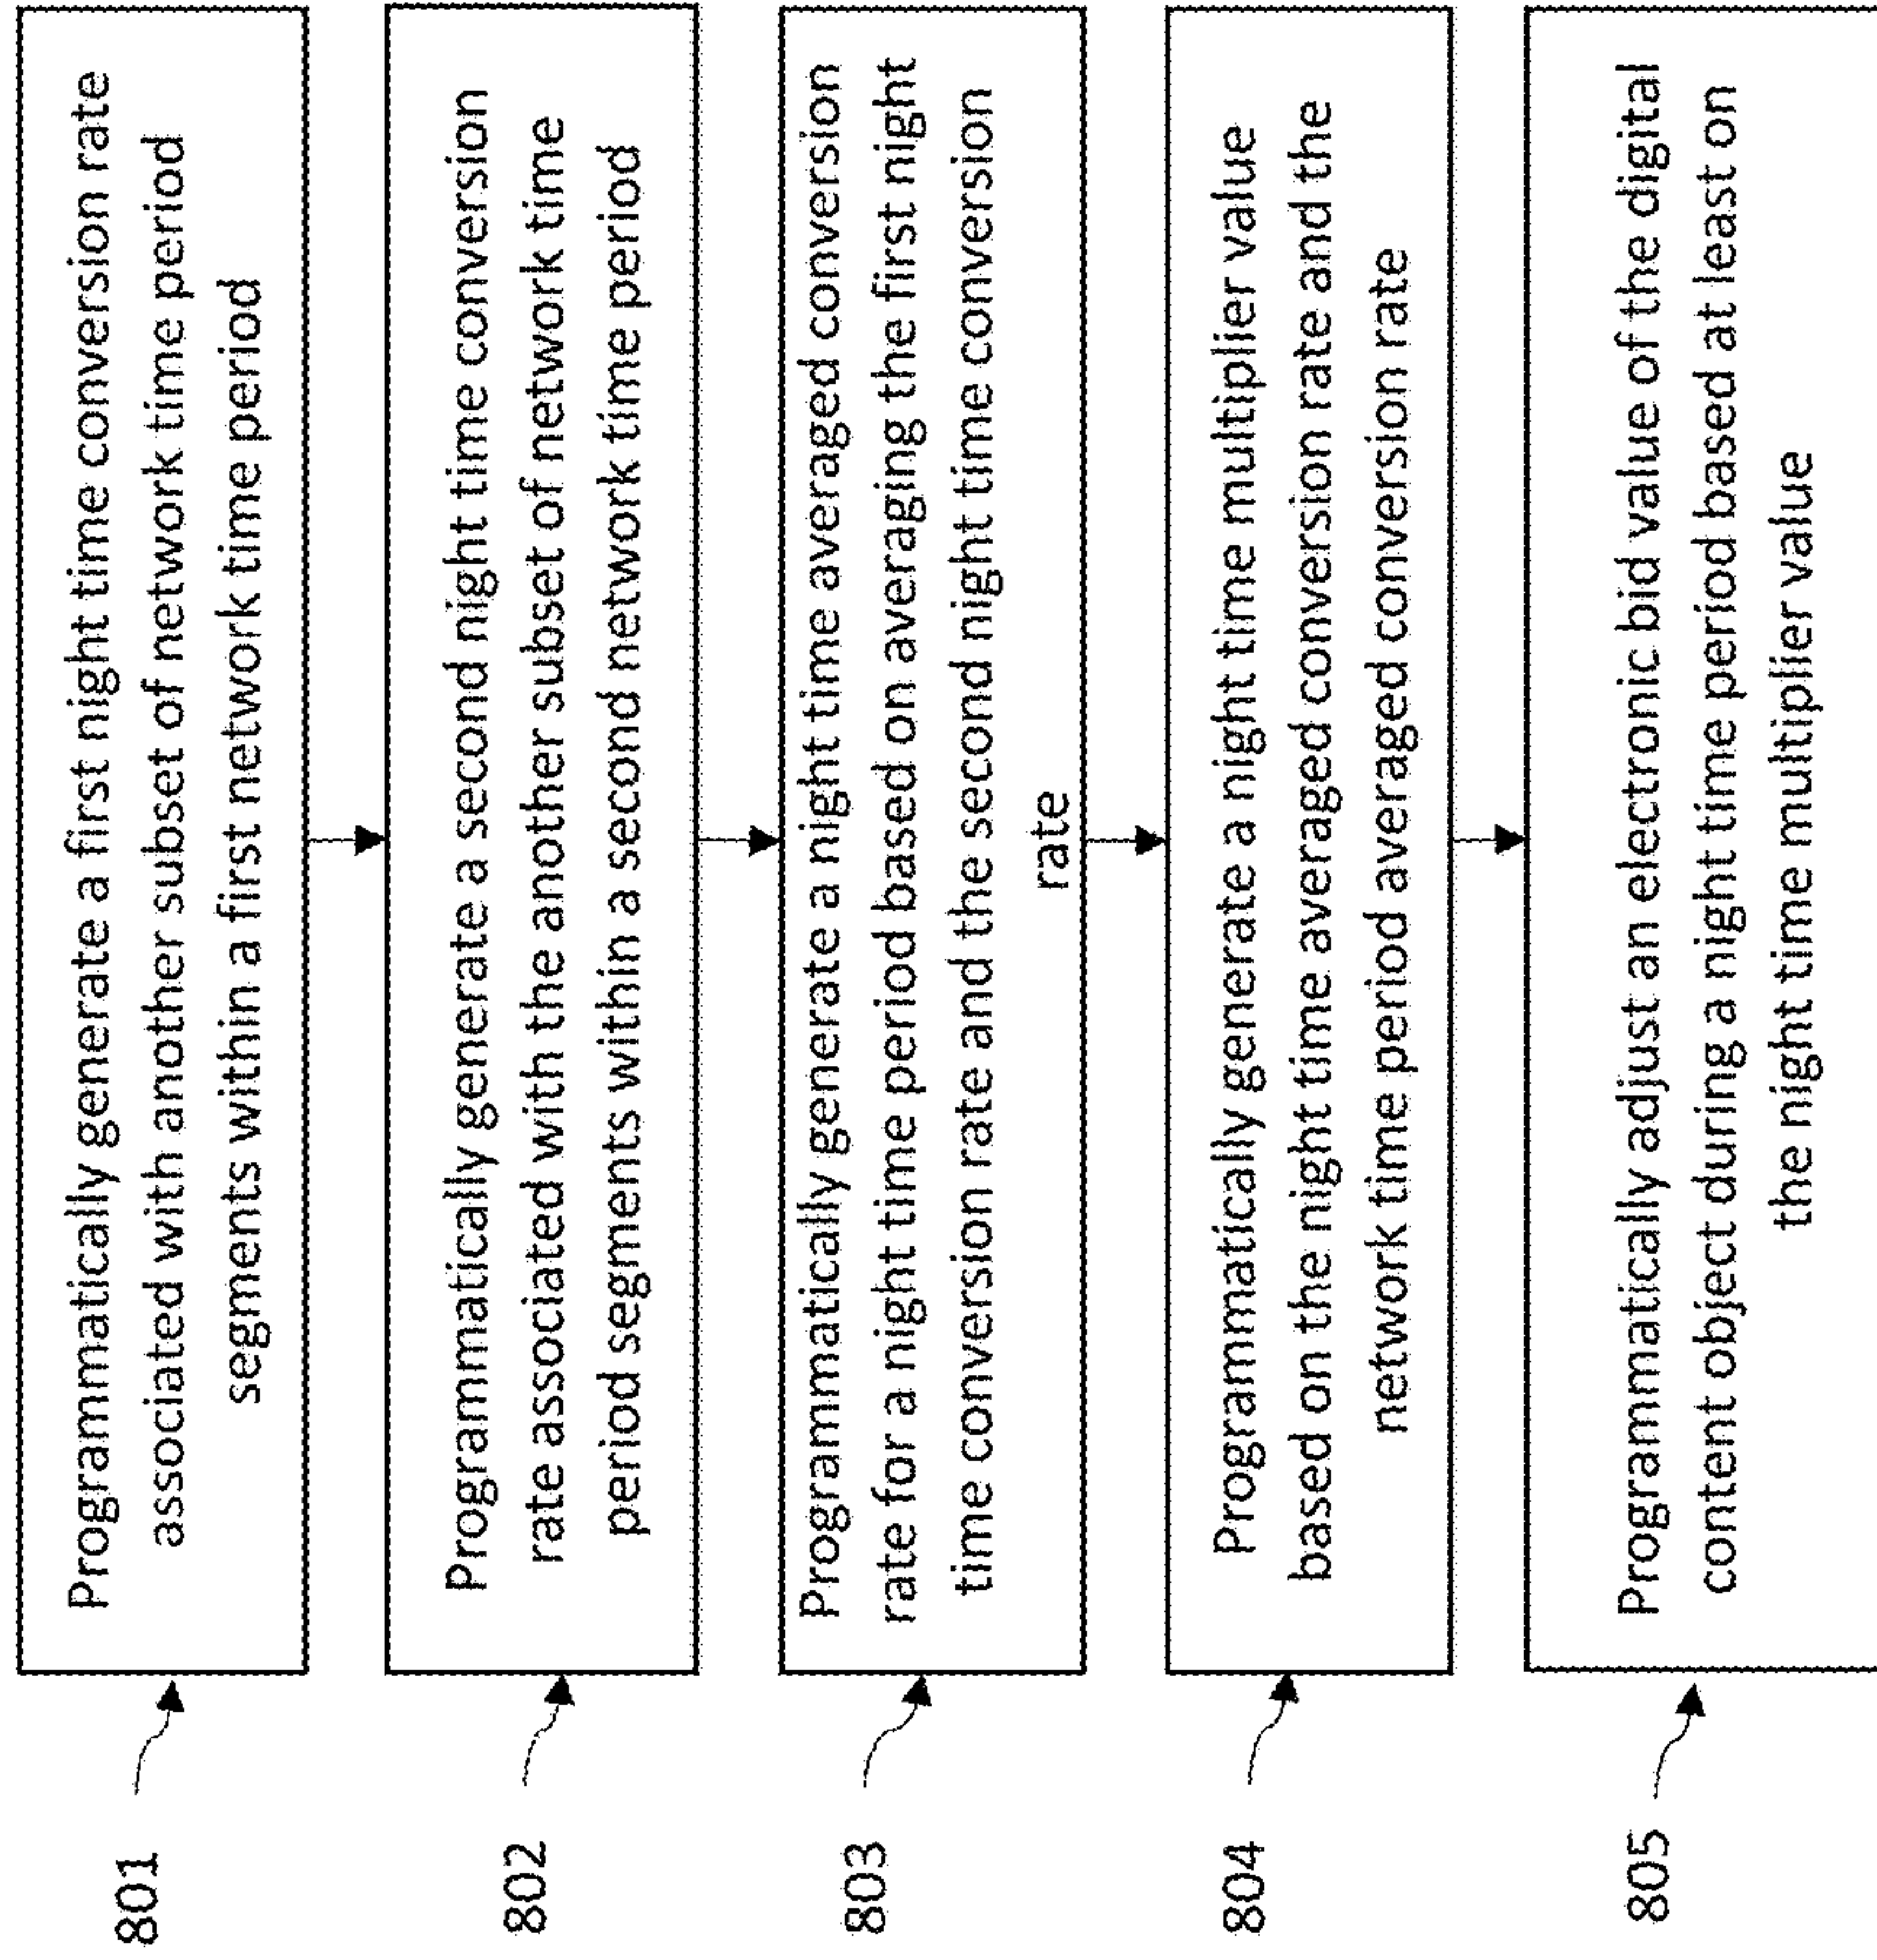 801
Programmatically generate a first night time conversion rate
associated with another subset of network time period
segments within a first network time period
802
Programmatically generate a second night time conversion
rate associated with the another subset of network time
period segments within a second network time period
803
Programmatically generate a night time averaged conversion
rate for a night time period based on averaging the first night
time conversion rate and the second night time conversion
rate
804
Programmatically generate a night time multiplier value
based on the night time averaged conversion rate and the
network time period averaged conversion rate
805
Programmatically adjust an electronic bid value of the digital
content object during a night time period based at least on
the night time multiplier value